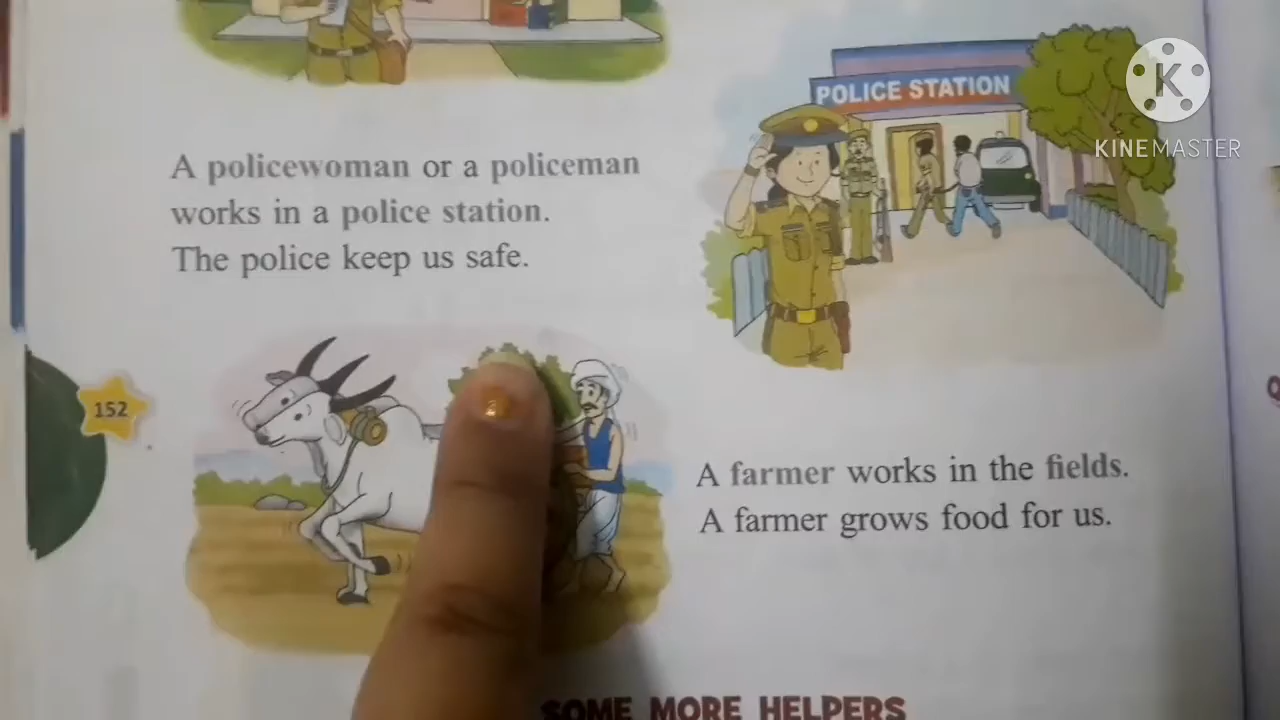 POLICE STATION
K
KINEMASTER
A policewoman or a policeman
works in a police station.
The police keep us safe.
152
A farmer works in the fields.
A farmer grows food for us.
SOME MORE HELPERS